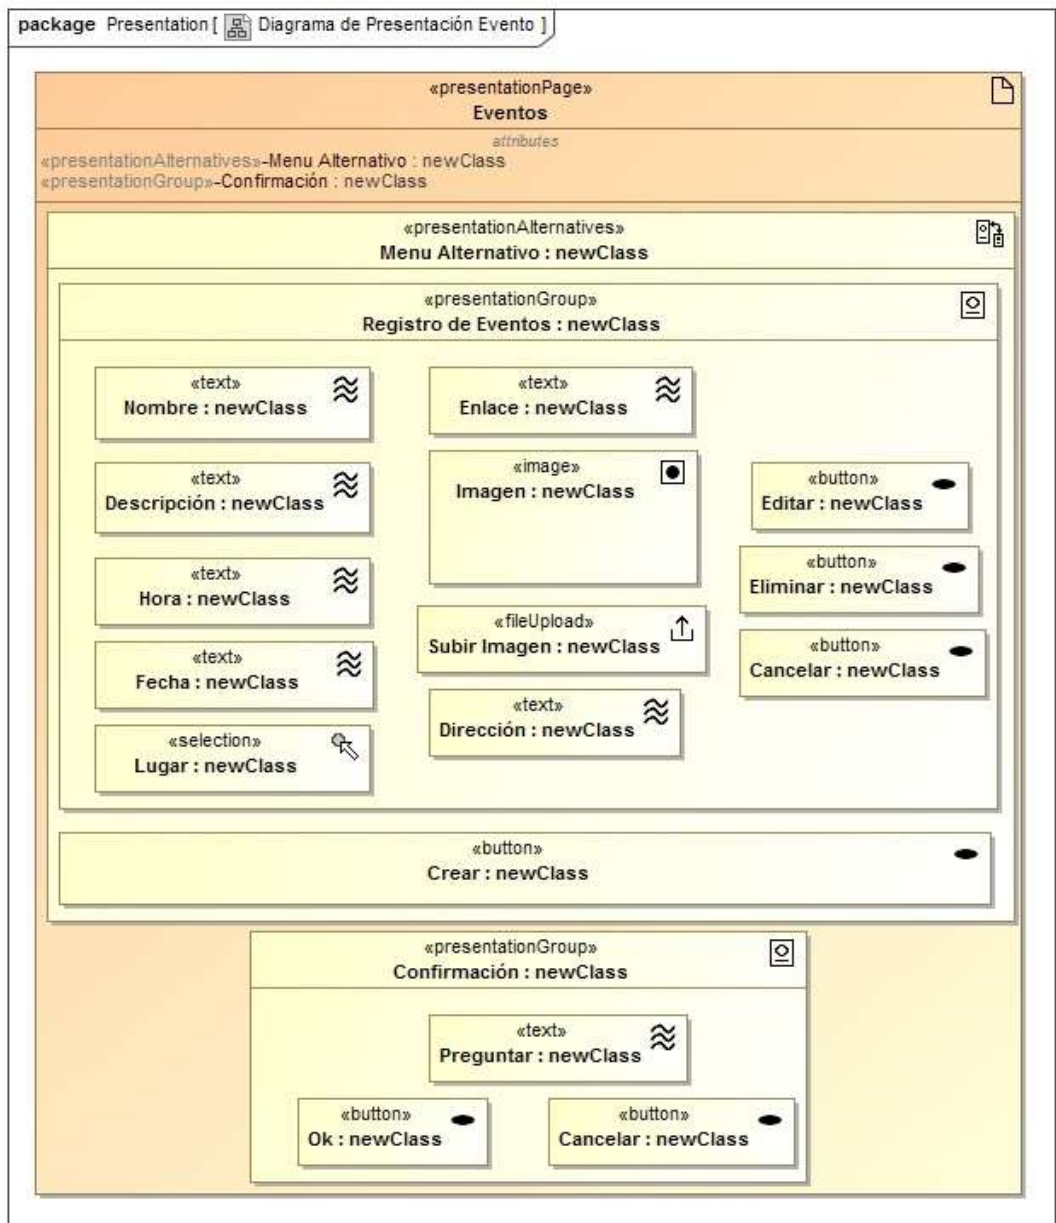 package Presentation [ Diagrama de Presentación Evento ]
«presentationPage»
Eventos
attributes
«presentationAlternatives»-Menu Alternativo : newClass
«presentationGroup»-Confirmación : newClass
«presentationAlternatives»
Menu Alternativo : newClass
«presentationGroup»
Registro de Eventos : newClass
«text»
Nombre : newClass
«text»
Descripción : newClass
«text»
Hora : newClass
«text»
Fecha : newClass
«selection»
Lugar : newClass
«text»
Enlace : newClass
«image»
Imagen : newClass
«fileUpload»
Subir Imagen : newClass
«text»
Dirección : newClass
«button»
Editar : newClass
«button»
Eliminar : newClass
«button»
Cancelar : newClass
«button»
Crear : newClass
«presentationGroup»
Confirmación : newClass
«text»
Preguntar : newClass
«button»
Ok : newClass
«button»
Cancelar : newClass